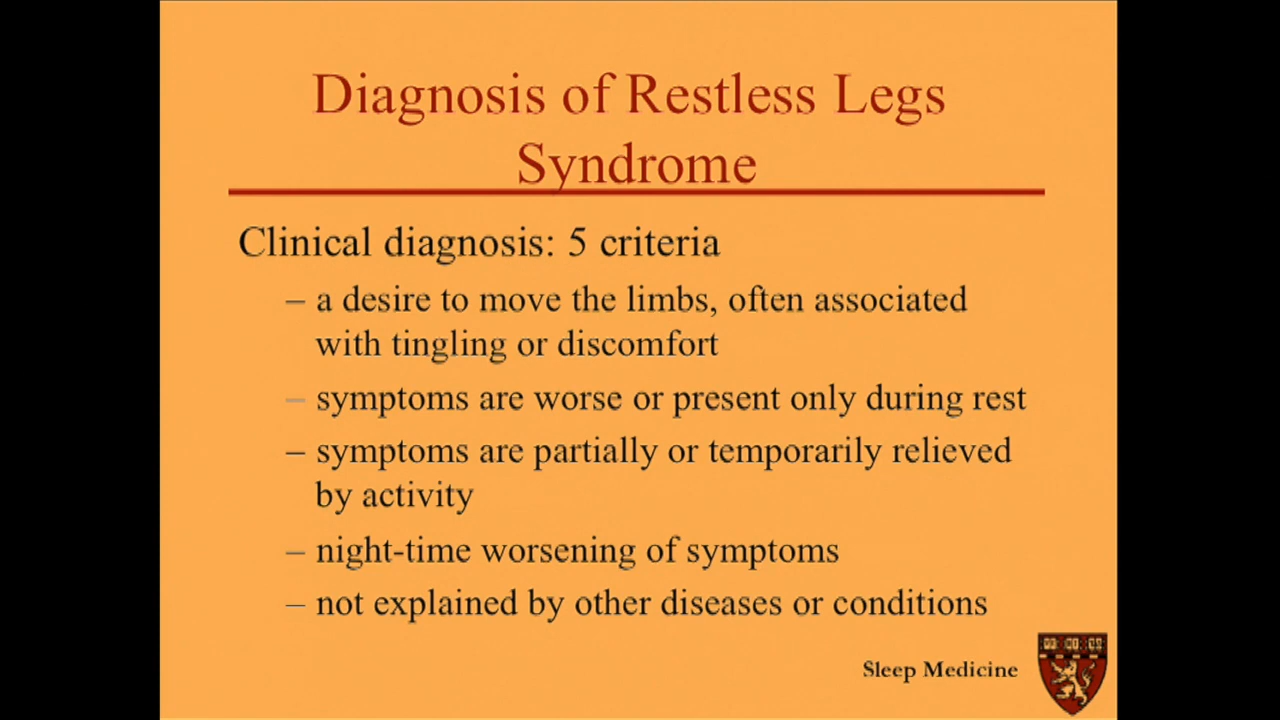 Diagnosis of Restless Legs
Syndrome
Clinical diagnosis: 5 criteria
– a desire to move the limbs, often associated
with tingling or discomfort
– symptoms are worse or present only during rest
– symptoms are partially or temporarily relieved
by activity
– night-time worsening of symptoms
– not explained by other diseases or conditions
Sleep Medicine